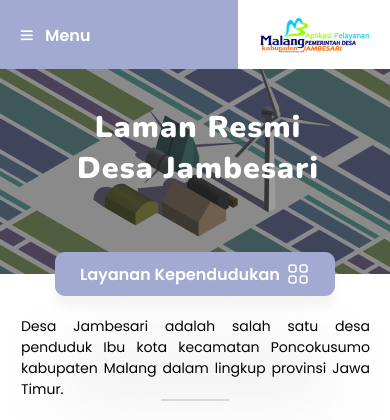 Menu
Aplikasi Pelayanan
Malang PEMERINTAH DESA
kabupaten JAMBESARI
Laman Resmi
Desa Jambesari
Layanan Kependudukan
Desa Jambesari adalah salah satu desa
penduduk Ibu kota kecamatan Poncokusumo
kabupaten Malang dalam lingkup provinsi Jawa
Timur.